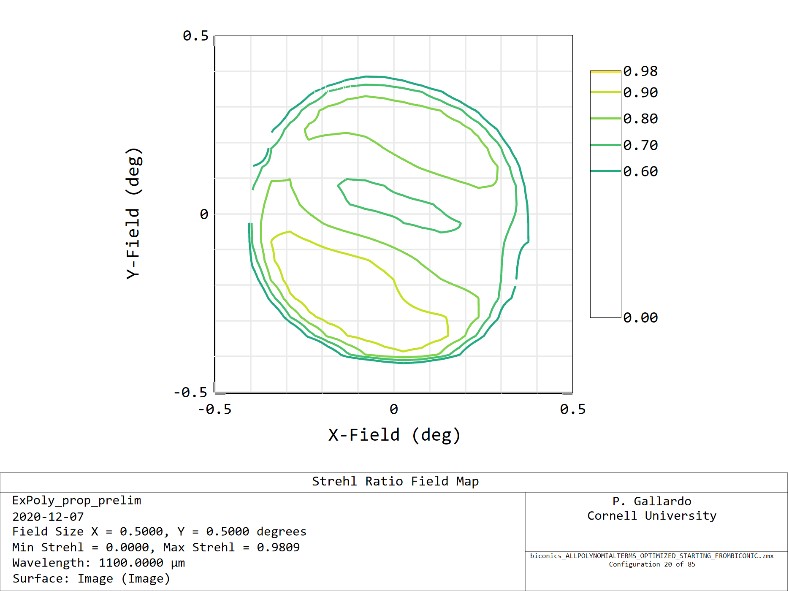 0.5
0
-0.5
Y-Field (deg)
-0.5 0 0.5
X-Field (deg)
0.98
0.90
0.80
0.70
0.60
0.00
Strehl Ratio Field Map
ExPoly_prop_prelim
2020-12-07
Field Size X = 0.5000, Y = 0.5000 degrees
Min Strehl = 0.0000, Max Strehl = 0.9809
Wavelength: 1100.0000 µm
Surface: Image (Image)
P. Gallardo
Cornell University
biconics_ALLPOLYNOMIALTERMS_OPTIMIZED_STARTING_FROMBICONIC.zmx
Configuration 20 of 85